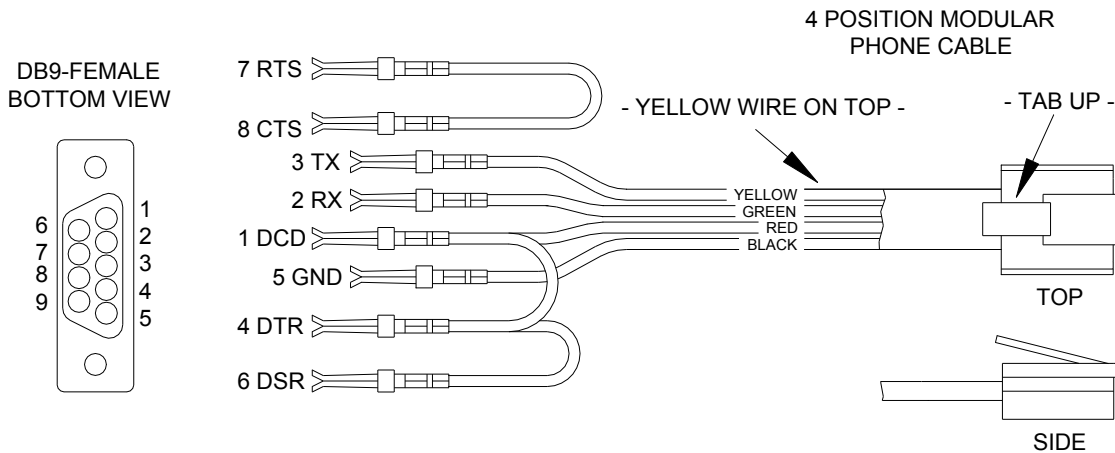 4 POSITION MODULAR
PHONE CABLE
DB9-FEMALE
BOTTOM VIEW
7 RTS
8 CTS
- YELLOW WIRE ON TOP -
- TAB UP -
3 TX
2 RX
1 DCD
5 GND
4 DTR
6 DSR
YELLOW
GREEN
RED
BLACK
1
2
3
4
5
6
7
8
9
TOP
SIDE